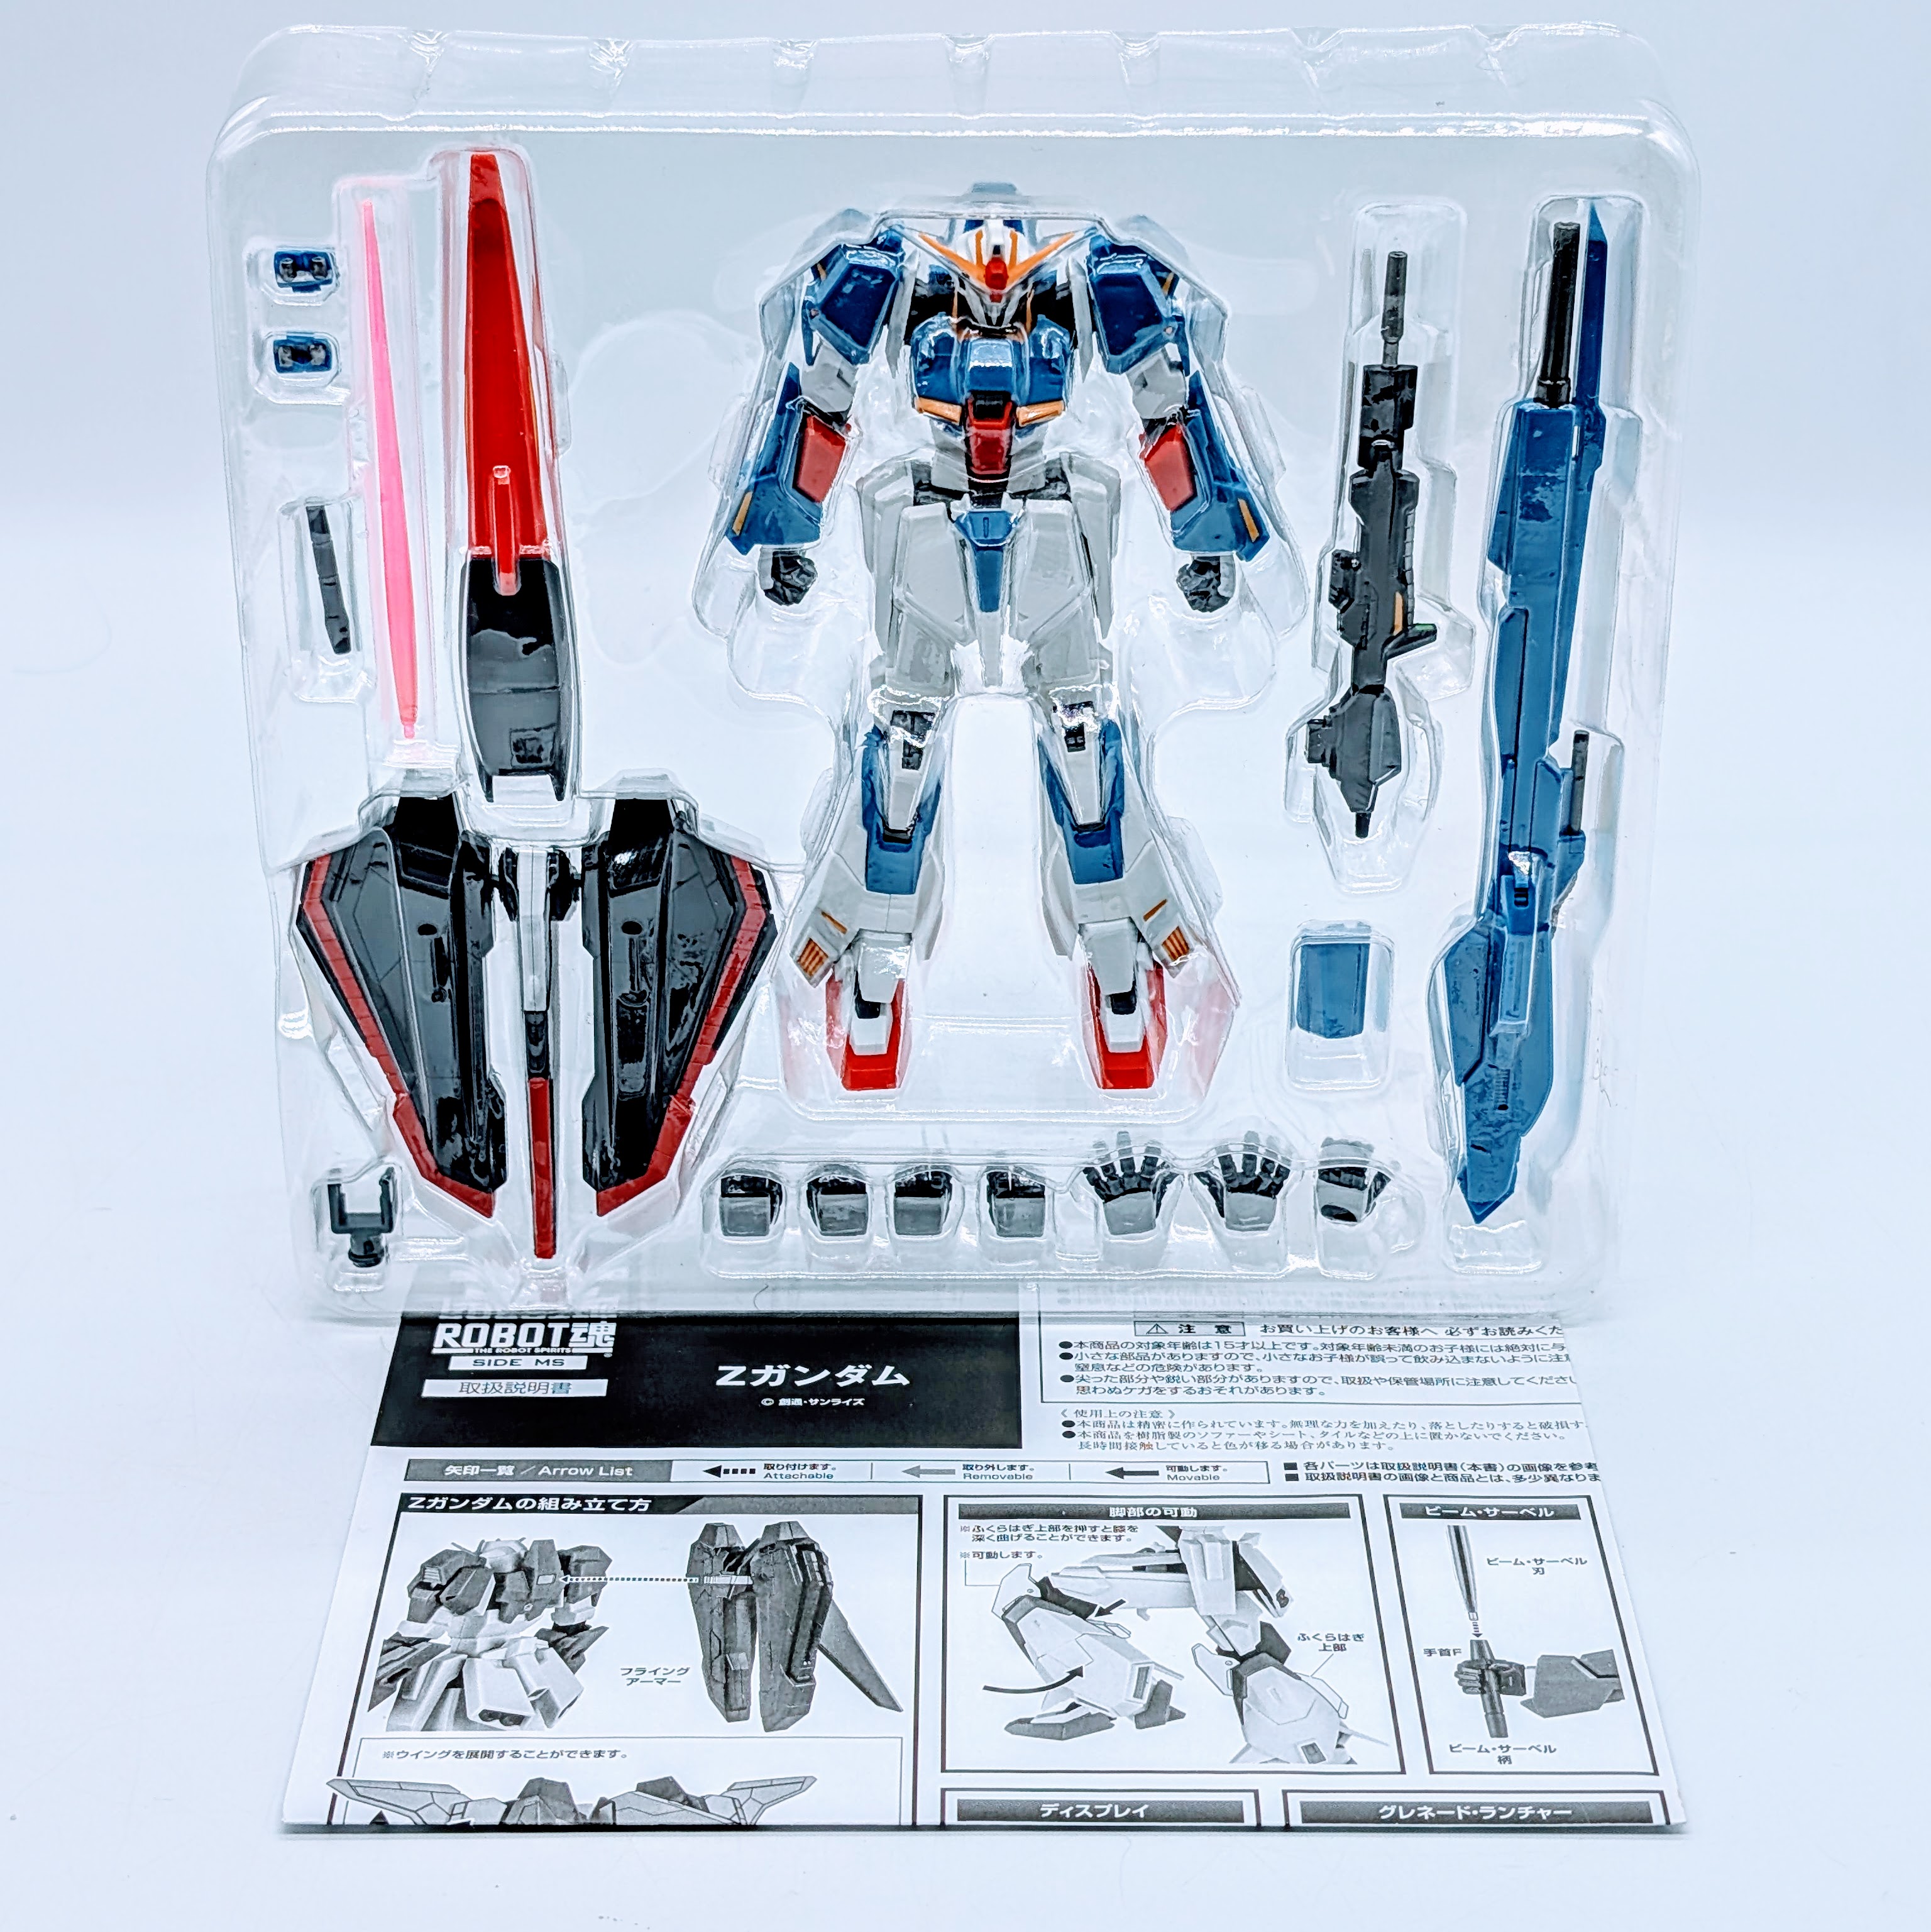 ROBOT魂
THE ROBOT SPIRITS
SIDE MS
取扱説明書
Zガンダム
© 創通・サンライズ
⚠ 注 意 お買い上げのお客様へ 必ずお読みくだ
●本商品の対象年齢は15才以上です。対象年齢未満のお子様には絶対に与
●小さな部品がありますので、小さなお子様が誤って飲み込まないように注
窒息などの危険があります。
●尖った部分や鋭い部分がありますので、取扱や保管場所に注意してください
思わぬケガをするおそれがあります。
《 使用上の注意 》
●本商品は精密に作られています。無理な力を加えたり、落としたりすると破損す
●本商品を樹脂製のソファーやシート、タイルなどの上に置かないでください。
長時間接触していると色が移る場合があります。
矢印一覧 / Arrow List
取り付けます。
Attachable
取り外します。
Removable
可動します。
Movable
■ 各パーツは取扱説明書(本書)の画像を参考
■ 取扱説明書の画像と商品とは、多少異なりま
Zガンダムの組み立て方
フライング
アーマー
※ウイングを展開することができます。
脚部の可動
※ふくらはぎ上部を押すと膝を
深く曲げることができます。
※可動します。
ふくらはぎ
上部
ビーム・サーベル
ビーム・サーベル
刃
手首F
ビーム・サーベル
柄
ディスプレイ
グレネード・ランチャー